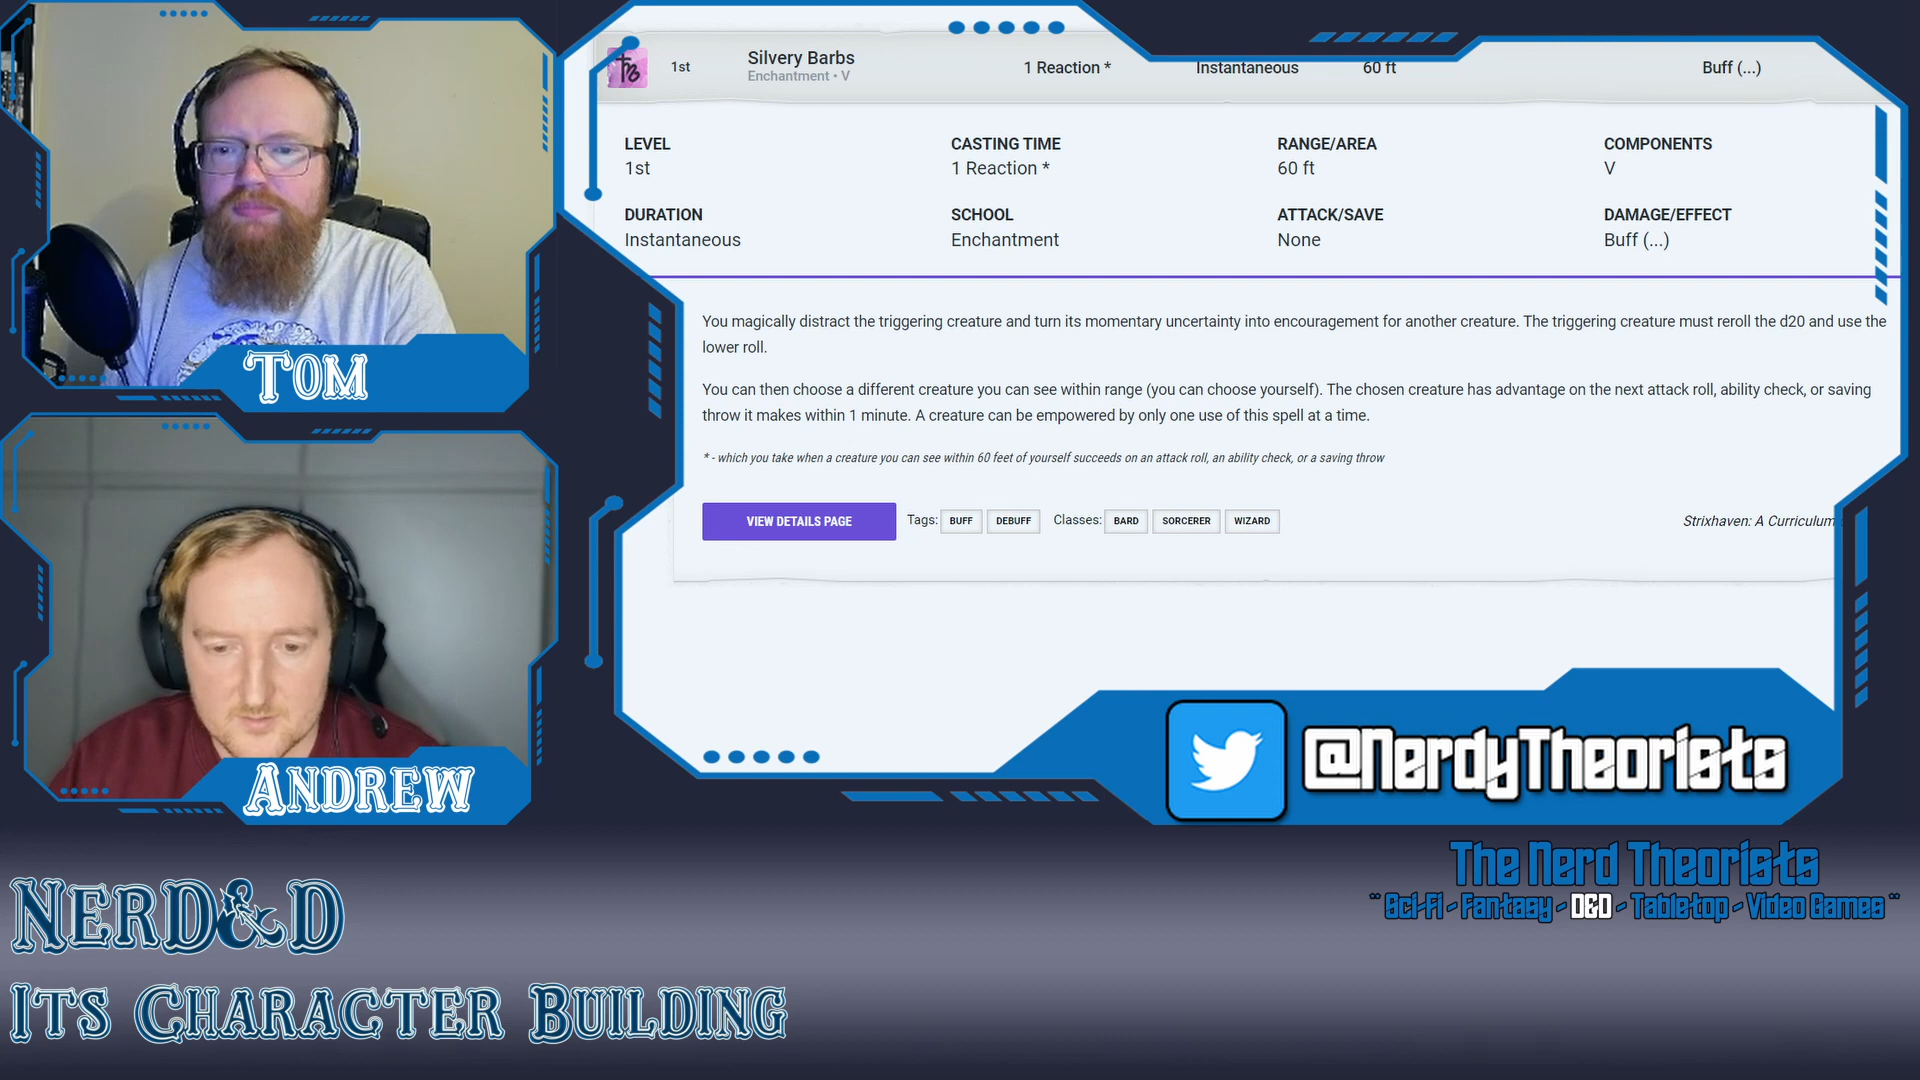 Tom
Andrew
1st
Silvery Barbs
Enchantment • V
1 Reaction *
Instantaneous
60 ft
Buff (...)
LEVEL
1st
CASTING TIME
1 Reaction *
RANGE/AREA
60 ft
COMPONENTS
V
DURATION
Instantaneous
SCHOOL
Enchantment
ATTACK/SAVE
None
DAMAGE/EFFECT
Buff (...)
You magically distract the triggering creature and turn its momentary uncertainty into encouragement for another creature. The triggering creature must reroll the d20 and use the
lower roll.
You can then choose a different creature you can see within range (you can choose yourself). The chosen creature has advantage on the next attack roll, ability check, or saving
throw it makes within 1 minute. A creature can be empowered by only one use of this spell at a time.
* - which you take when a creature you can see within 60 feet of yourself succeeds on an attack roll, an ability check, or a saving throw
VIEW DETAILS PAGE
Tags: BUFF DEBUFF Classes: BARD SORCERER WIZARD
Strixhaven: A Curriculum
@NerdyTheorists
The Nerd Theorists
¨ Sci-Fi - Fantasy - D&D - Tabletop - Video Games ¨
NerD&D
Its Character Building